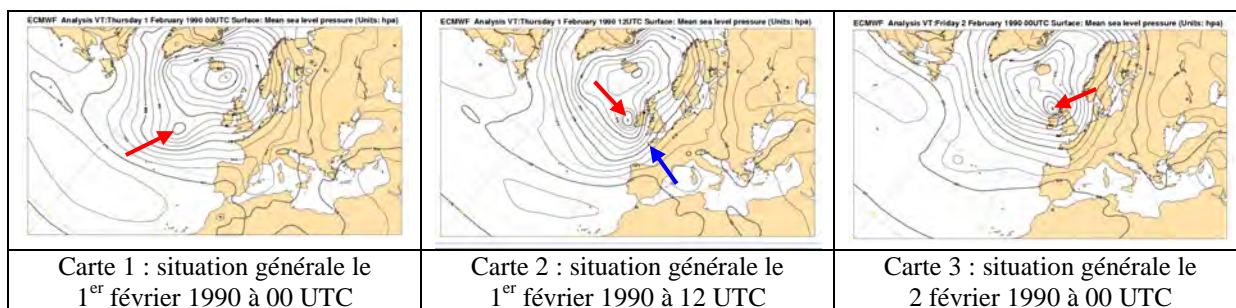 ECMWF Analysis VT:Thursday 1 February 1990 00UTC Surface: Mean sea level pressure (Units: hpa)
ECMWF Analysis VT:Thursday 1 February 1990 12UTC Surface: Mean sea level pressure (Units: hpa)
ECMWF Analysis VT:Friday 2 February 1990 00UTC Surface: Mean sea level pressure (Units: hpa)
Carte 1 : situation générale le
1er février 1990 à 00 UTC
Carte 2 : situation générale le
1er février 1990 à 12 UTC
Carte 3 : situation générale le
2 février 1990 à 00 UTC